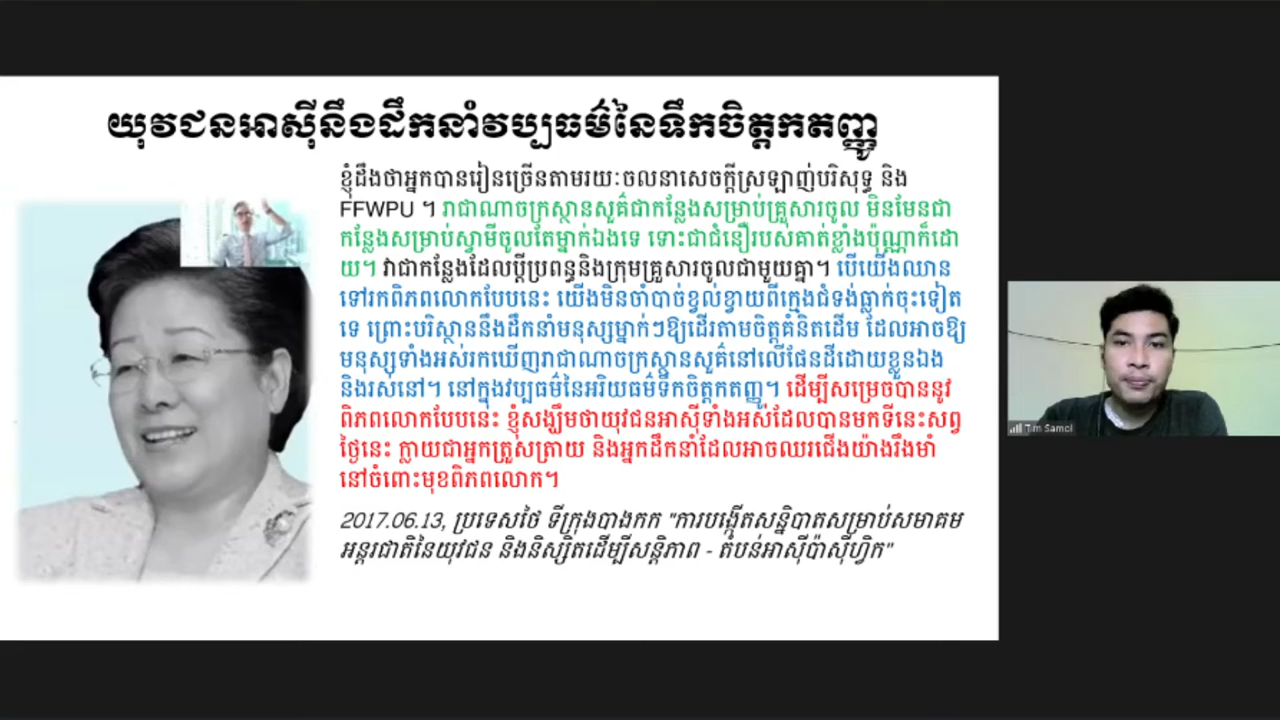 យុវជនអាស៊ីនឹងដឹកនាំវប្បធម៌នៃទឹកចិត្តកតញ្ញូ
ខ្ញុំដឹងថាអ្នកបានរៀនច្រើនតាមរយៈចលនាសេចក្តីស្រឡាញ់បរិសុទ្ធ និង
FFWPU ។ រាជាណាចក្រស្ថានសួគ៌ជាកន្លែងសម្រាប់គ្រួសារចូល មិនមែនជា
កន្លែងសម្រាប់ស្វាមីចូលតែម្នាក់ឯងទេ ទោះជាជំនឿរបស់គាត់ខ្លាំងប៉ុណ្ណាក៏ដោ
យ។ វាជាកន្លែងដែលប្តីប្រពន្ធនិងក្រុមគ្រួសារចូលជាមួយគ្នា។ បើយើងឈាន
ទៅរកពិភពលោកបែបនេះ យើងមិនចាំបាច់ខ្វល់ខ្វាយពីក្មេងជំទង់ធ្លាក់ចុះទៀត
ទេ ព្រោះបរិស្ថាននឹងដឹកនាំមនុស្សម្នាក់ៗឱ្យដើរតាមចិត្តគំនិតដើម ដែលអាចឱ្យ
មនុស្សទាំងអស់រកឃើញរាជាណាចក្រស្ថានសួគ៌នៅលើផែនដីដោយខ្លួនឯង
និងរស់នៅ។ នៅក្នុងវប្បធម៌នៃអរិយធម៌ទឹកចិត្តកតញ្ញូ។ ដើម្បីសម្រេចបាននូវ
ពិភពលោកបែបនេះ ខ្ញុំសង្ឃឹមថាយុវជនអាស៊ីទាំងអស់ដែលបានមកទីនេះសព្វ
ថ្ងៃនេះ ក្លាយជាអ្នកត្រួសត្រាយ និងអ្នកដឹកនាំដែលអាចឈរជើងយ៉ាងរឹងមាំ
នៅចំពោះមុខពិភពលោក។
2017.06.13, ប្រទេសថៃ ទីក្រុងបាងកក "ការបង្កើតសន្និបាតសម្រាប់សមាគម
អន្តរជាតិនៃយុវជន និងនិស្សិតដើម្បីសន្តិភាព - តំបន់អាស៊ីប៉ាស៊ីហ្វិក"
Tim Samol